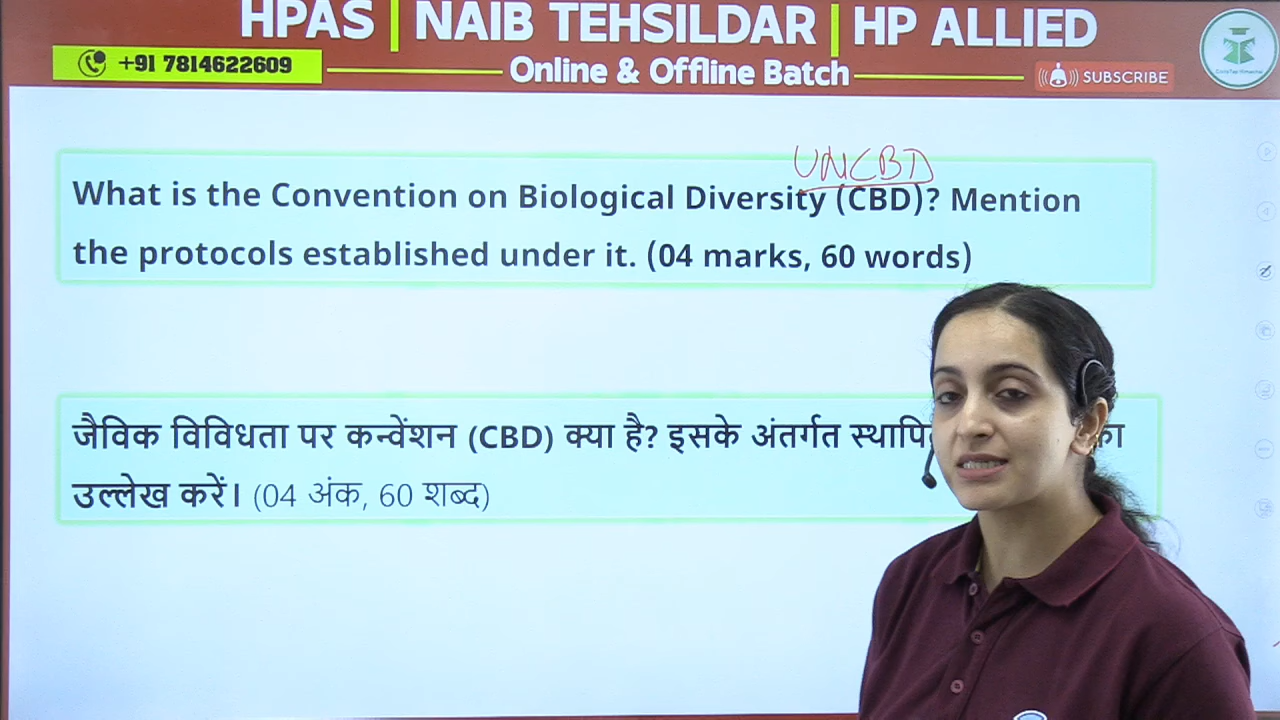 HPAS | NAIB TEHSILDAR | HP ALLIED
+91 7814622609
Online & Offline Batch
SUBSCRIBE
UNCBD
What is the Convention on Biological Diversity (CBD)? Mention
the protocols established under it. (04 marks, 60 words)
जैविक विविधता पर कन्वेंशन (CBD) क्या है? इसके अंतर्गत
उल्लेख करें। (04 अंक, 60 शब्द)